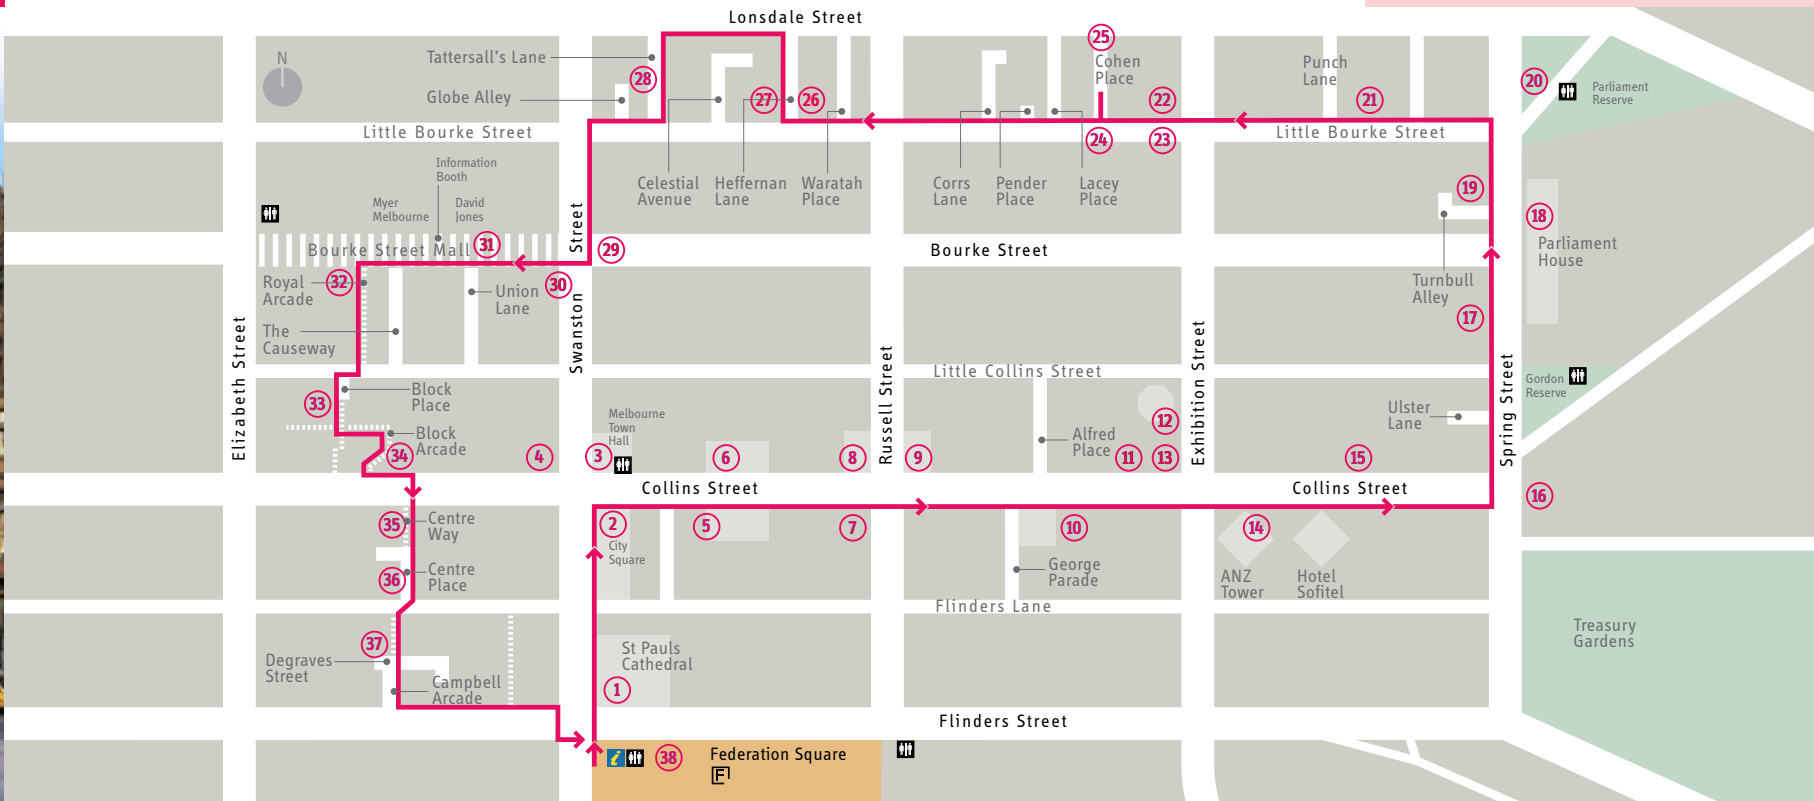 Lonsdale Street
N
Tattersall's Lane
28
Globe Alley
27
26
25
Cohen
Place
22
Punch
Lane
21
20
Parliament
Reserve
Little Bourke Street
24
23
Little Bourke Street
Information
Booth
Myer
Melbourne
David
Jones
Celestial
Avenue
Heffernan
Lane
Waratah
Place
Corrs
Lane
Pender
Place
Lacey
Place
19
18
Parliament
House
Bourke Street Mall
31
Swanston Street
29
Bourke Street
Royal
Arcade
32
Union
Lane
30
Turnbull
Alley
17
The
Causeway
Elizabeth Street
Russell Street
Exhibition Street
Spring Street
Little Collins Street
Gordon
Reserve
33
Block
Place
Block
Arcade
34
4
Melbourne
Town
Hall
3
6
8
9
Alfred
Place
11
12
13
Ulster
Lane
15
Collins Street
Collins Street
16
35
Centre
Way
2
City
Square
5
7
10
14
36
Centre
Place
George
Parade
ANZ
Tower
Hotel
Sofitel
Flinders Lane
37
Degraves
Street
Campbell
Arcade
St Pauls
Cathedral
1
Treasury
Gardens
Flinders Street
i
38
Federation Square
F